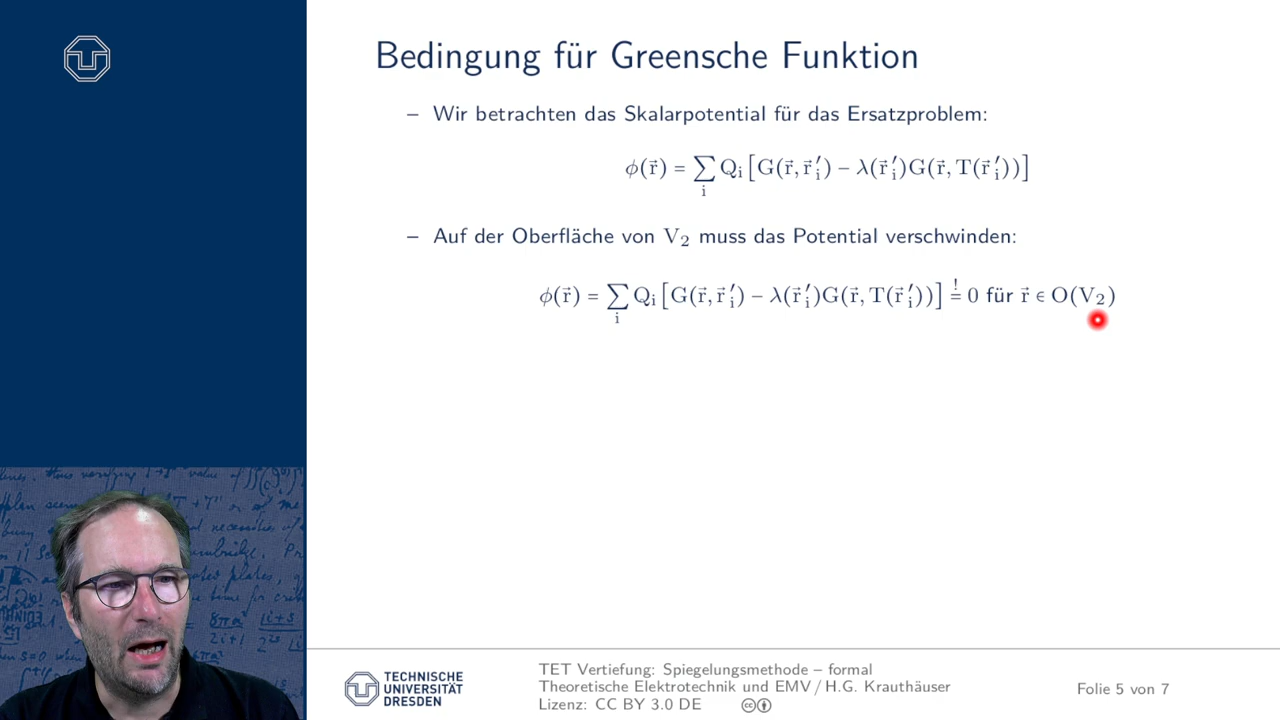 Bedingung für Greensche Funktion
– Wir betrachten das Skalarpotential für das Ersatzproblem:
ϕ(r⃗) = ∑ᵢ Qᵢ [G(r⃗, r⃗ᵢ′) − λ(r⃗ᵢ′)G(r⃗, T(r⃗ᵢ′))]
– Auf der Oberfläche von V₂ muss das Potential verschwinden:
ϕ(r⃗) = ∑ᵢ Qᵢ [G(r⃗, r⃗ᵢ′) − λ(r⃗ᵢ′)G(r⃗, T(r⃗ᵢ′))] =! 0 für r⃗ ∈ O(V₂)
TECHNISCHE
UNIVERSITÄT
DRESDEN
TET Vertiefung: Spiegelungsmethode – formal
Theoretische Elektrotechnik und EMV / H.G. Krauthäuser
Lizenz: CC BY 3.0 DE
Folie 5 von 7